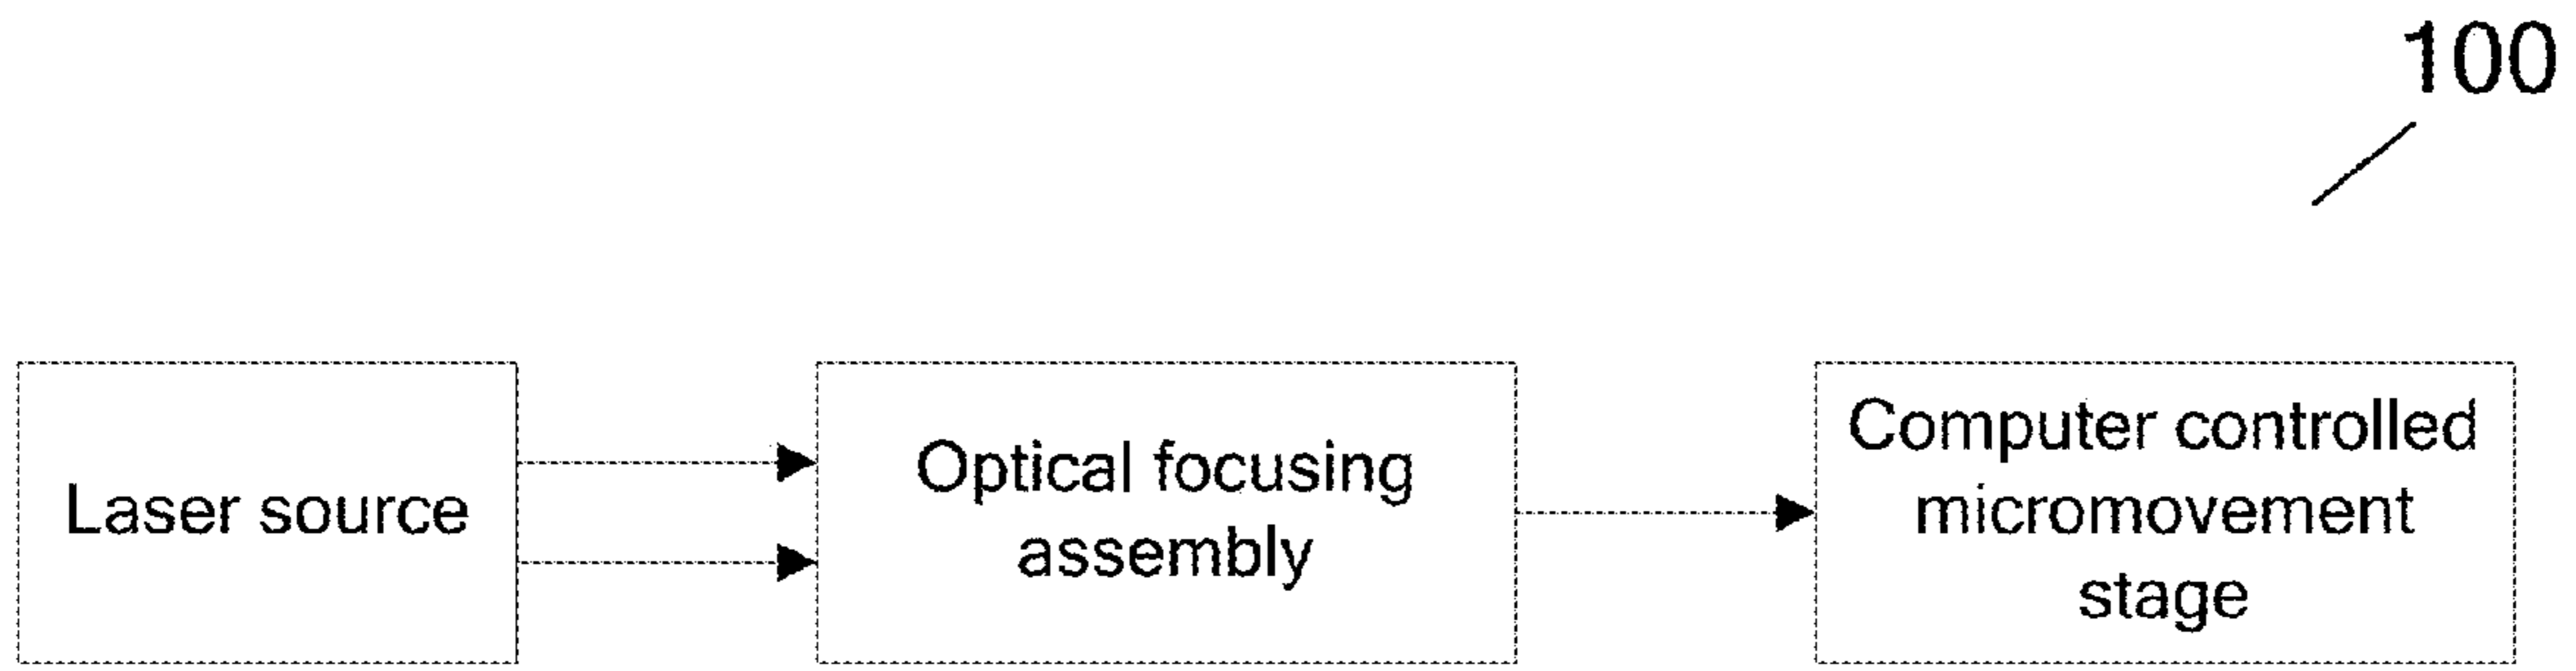 100
Laser source
Optical focusing
assembly
Computer controlled
micromovement
stage